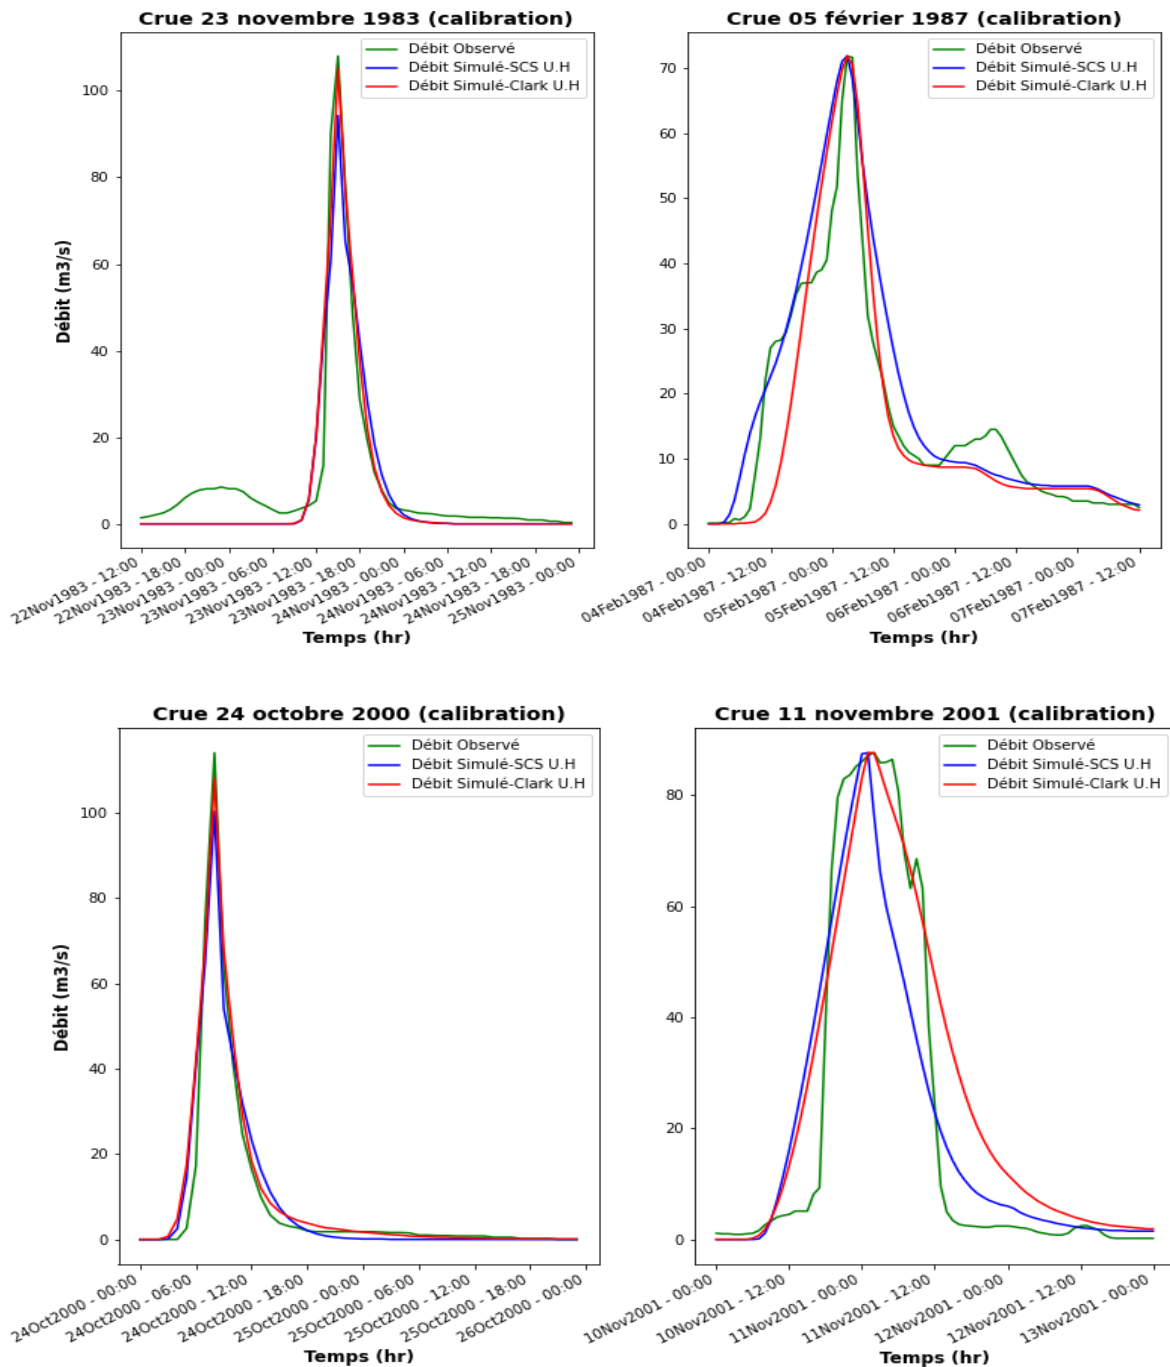 Crue 23 novembre 1983 (calibration)
Débit Observé
Débit Simulé-SCS U.H
Débit Simulé-Clark U.H
Débit (m3/s)
100
80
60
40
20
0
22Nov1983 - 12:00
22Nov1983 - 18:00
23Nov1983 - 00:00
23Nov1983 - 06:00
23Nov1983 - 12:00
23Nov1983 - 18:00
24Nov1983 - 00:00
24Nov1983 - 06:00
24Nov1983 - 12:00
24Nov1983 - 18:00
25Nov1983 - 00:00
Temps (hr)
Crue 05 février 1987 (calibration)
Débit Observé
Débit Simulé-SCS U.H
Débit Simulé-Clark U.H
70
60
50
40
30
20
10
0
04Feb1987 - 00:00
04Feb1987 - 12:00
05Feb1987 - 00:00
05Feb1987 - 12:00
06Feb1987 - 00:00
06Feb1987 - 12:00
07Feb1987 - 00:00
07Feb1987 - 12:00
Temps (hr)
Crue 24 octobre 2000 (calibration)
Débit Observé
Débit Simulé-SCS U.H
Débit Simulé-Clark U.H
Débit (m3/s)
100
80
60
40
20
0
24Oct2000 - 00:00
24Oct2000 - 06:00
24Oct2000 - 12:00
24Oct2000 - 18:00
25Oct2000 - 00:00
25Oct2000 - 06:00
25Oct2000 - 12:00
25Oct2000 - 18:00
26Oct2000 - 00:00
Temps (hr)
Crue 11 novembre 2001 (calibration)
Débit Observé
Débit Simulé-SCS U.H
Débit Simulé-Clark U.H
80
60
40
20
0
10Nov2001 - 00:00
10Nov2001 - 12:00
11Nov2001 - 00:00
11Nov2001 - 12:00
12Nov2001 - 00:00
12Nov2001 - 12:00
13Nov2001 - 00:00
Temps (hr)